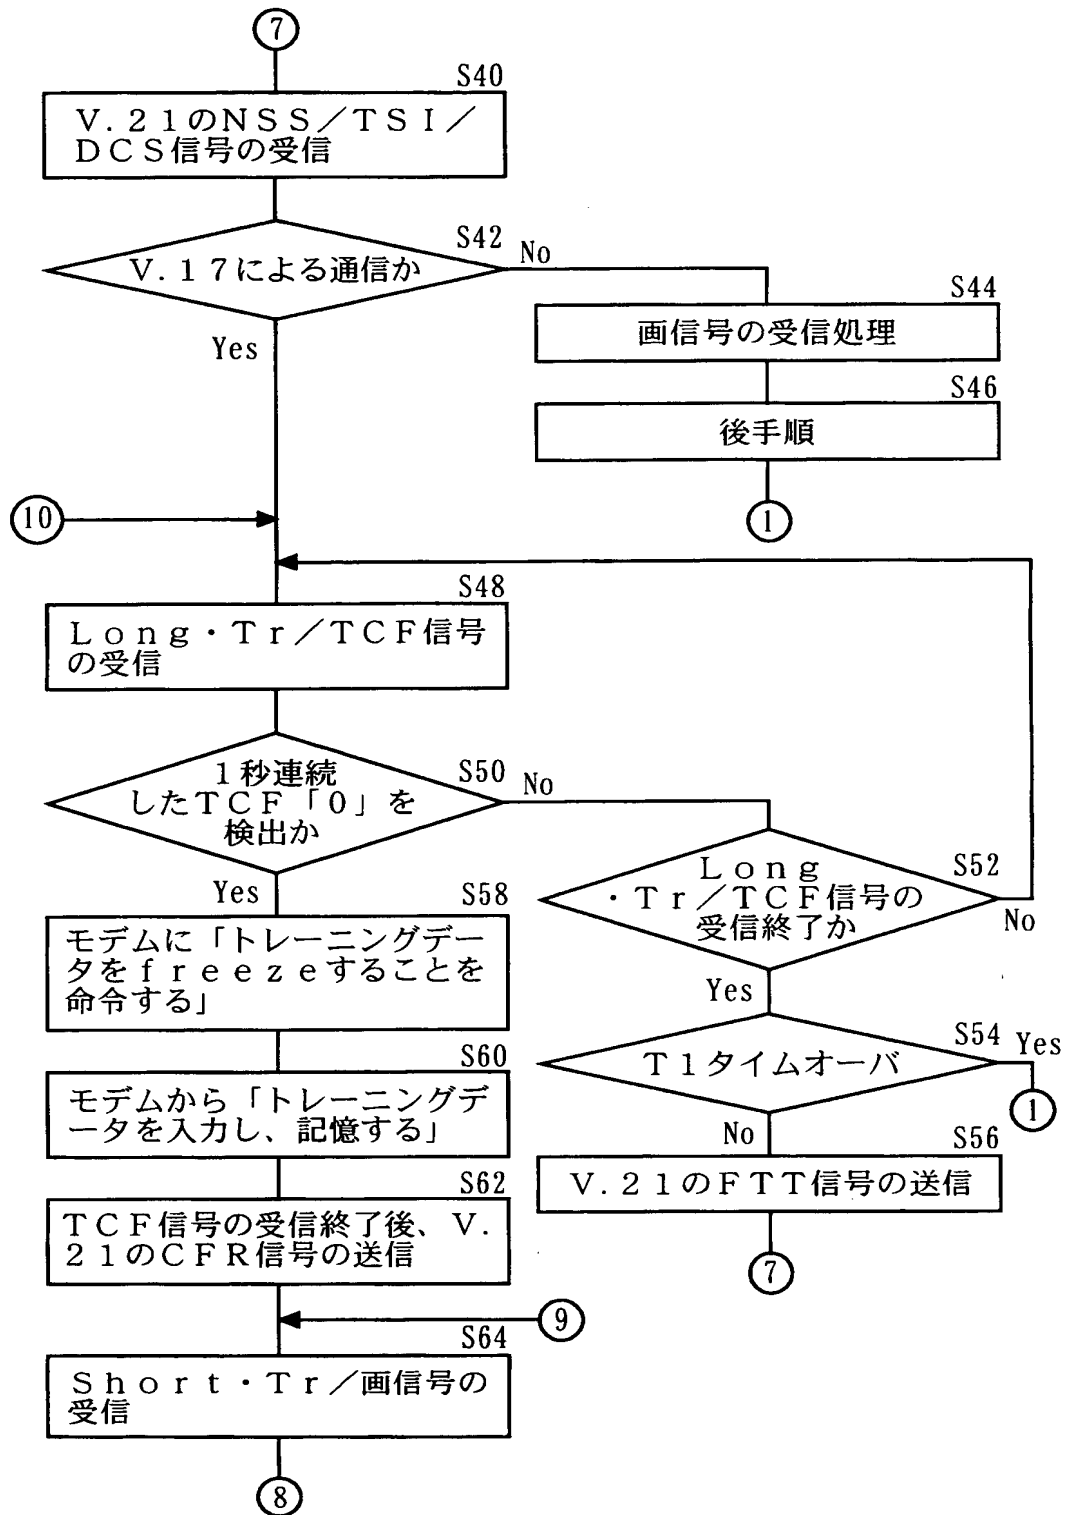 7
S40
V.21のNSS/TSI/
DCS信号の受信
S42
V.17による通信か
No
Yes
S44
画信号の受信処理
S46
後手順
1
10
S48
Long・Tr/TCF信号
の受信
S50
1秒連続
したTCF「0」を
検出か
No
Yes
S52
Long
・Tr/TCF信号の
受信終了か
No
Yes
S58
モデムに「トレーニングデー
タをfreezeすることを
命令する」
S54
T1タイムオーバ
Yes
1
No
S60
モデムから「トレーニングデ
ータを入力し、記憶する」
S56
V.21のFTT信号の送信
7
S62
TCF信号の受信終了後、V.
21のCFR信号の送信
9
S64
Short・Tr/画信号の
受信
8